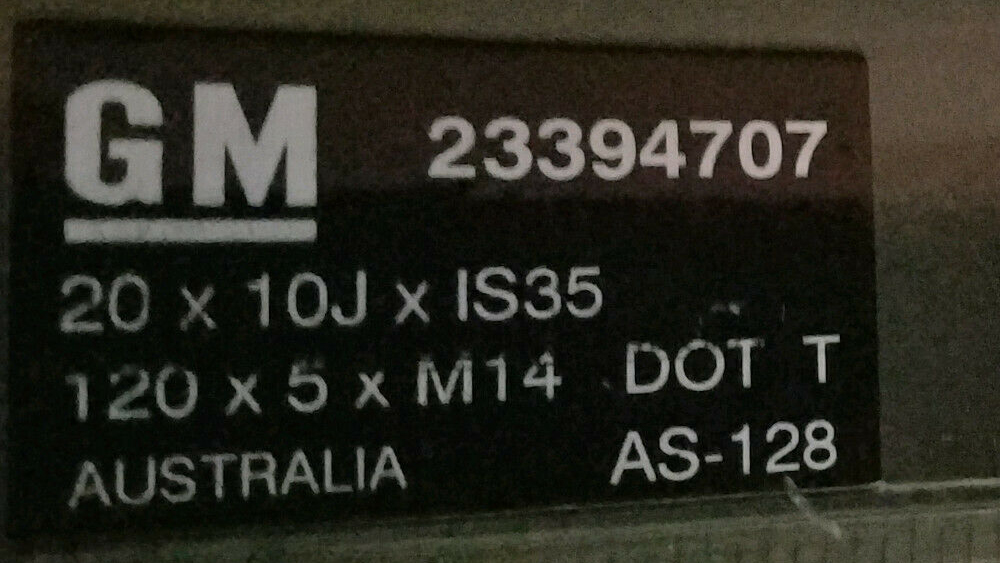 GM 23394707
20 x 10J x IS35
120 x 5 x M14 DOT T
AUSTRALIA AS-128